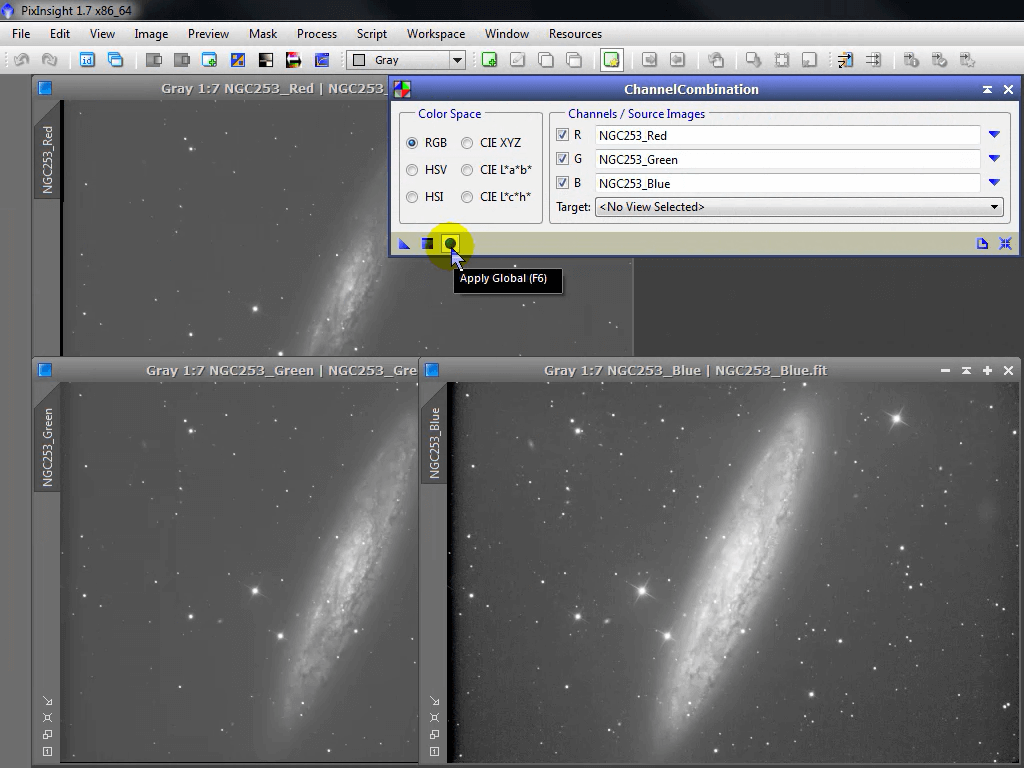 PixInsight 1.7 x86_64
File Edit View Image Preview Mask Process Script Workspace Window Resources
id Gray
Gray 1:7 NGC253_Red | NGC253_
NGC253_Red
ChannelCombination
Color Space
RGB CIE XYZ
HSV CIE L*a*b*
HSI CIE L*c*h*
Channels / Source Images
R NGC253_Red
G NGC253_Green
B NGC253_Blue
Target: <No View Selected>
Apply Global (F6)
Gray 1:7 NGC253_Green | NGC253_Gre
NGC253_Green
Gray 1:7 NGC253_Blue | NGC253_Blue.fit
NGC253_Blue